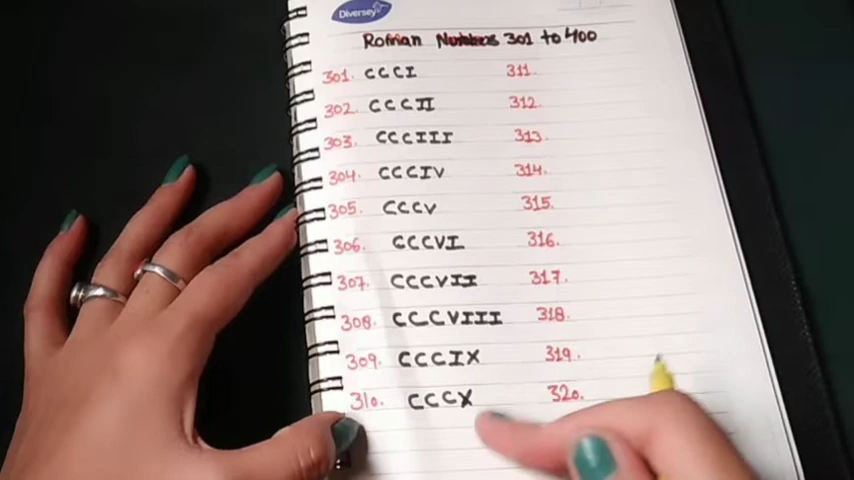 Diversey
Roman Numbers 301 to 400
301. CCCI 311.
302. CCCII 312.
303. CCCIII 313.
304. CCCIV 314.
305. CCCV 315.
306. CCCVI 316.
307. CCCVII 317.
308. CCCVIII 318.
309. CCCIX 319.
310. CCCX 320.